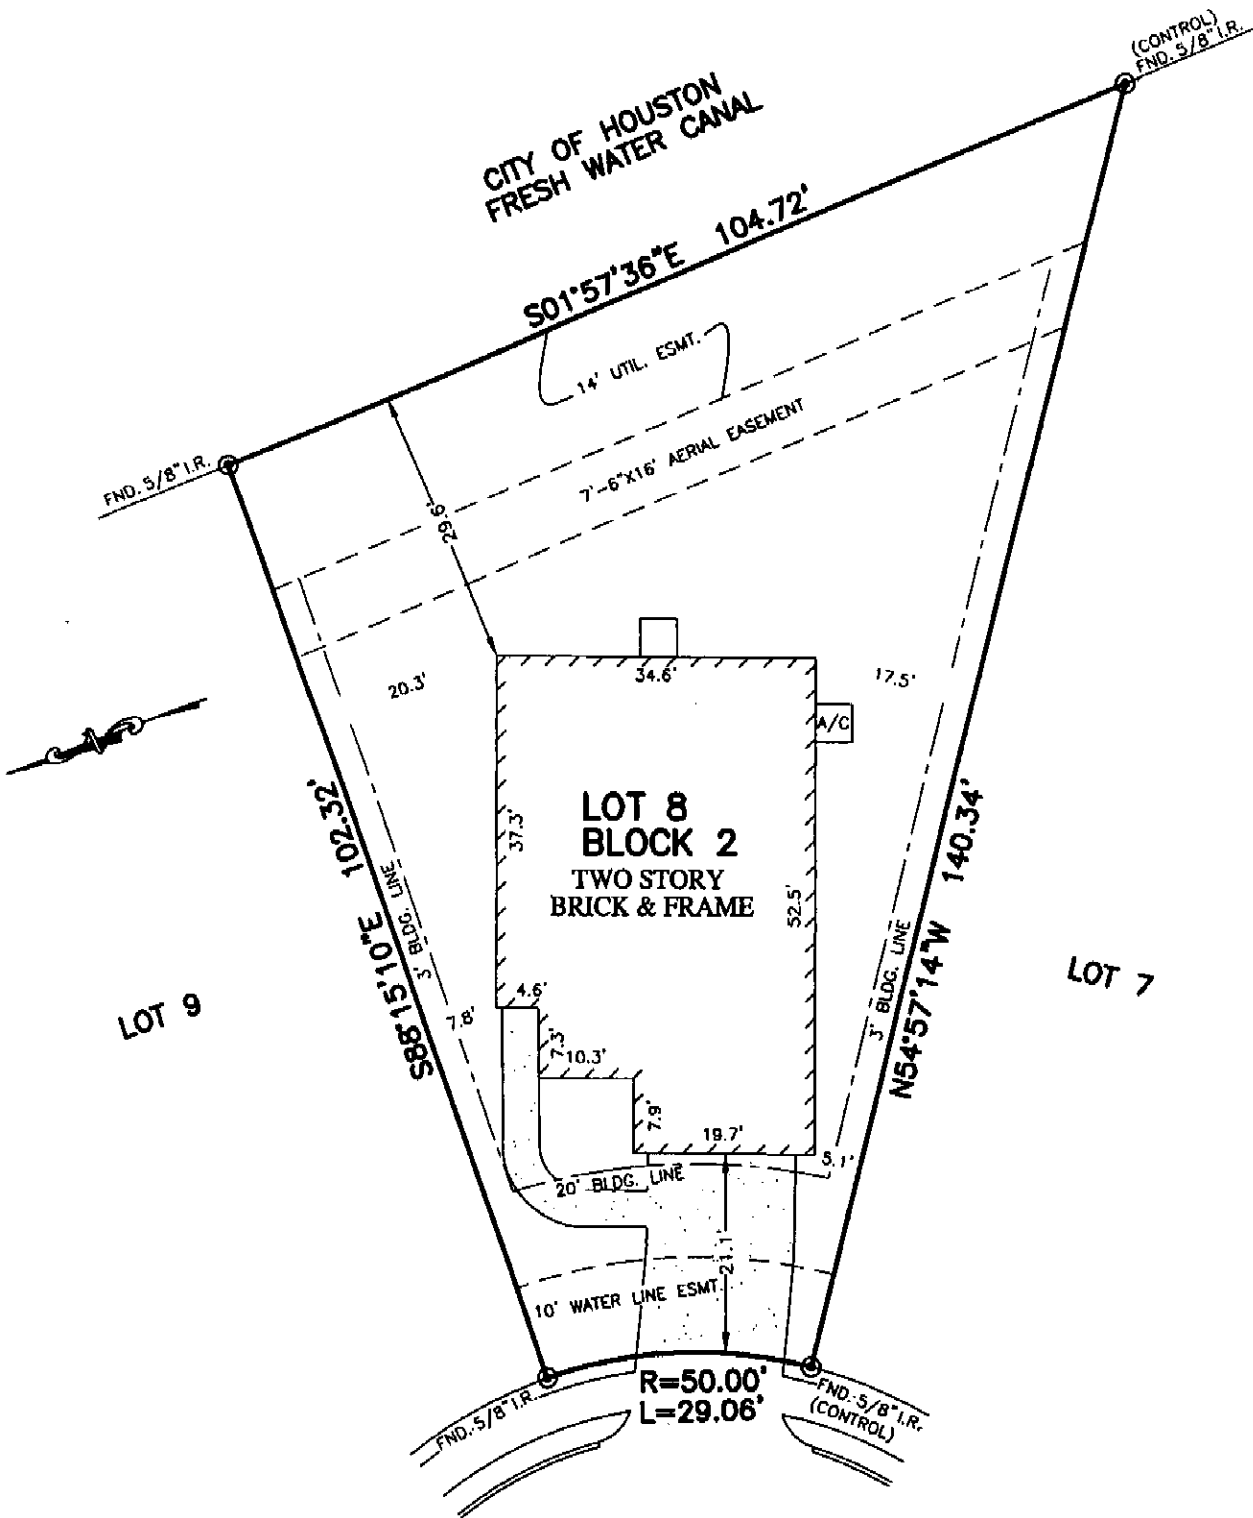 (CONTROL)
FND. 5/8" I.R.
CITY OF HOUSTON
FRESH WATER CANAL
S01°57'36"E 104.72'
14' UTIL. ESMT.
7'-6"X16' AERIAL EASEMENT
FND. 5/8" I.R.
29.6'
20.3'
34.6'
17.5'
A/C
N
S88°15'10"E 102.32'
3' BLDG. LINE
37.3'
LOT 8
BLOCK 2
TWO STORY
BRICK & FRAME
52.5'
N54°57'14"W 140.34'
3' BLDG. LINE
LOT 9
LOT 7
7.8'
4.6'
7.3'
10.3'
7.9'
19.7'
5.1'
20' BLDG. LINE
21.1'
10' WATER LINE ESMT.
R=50.00'
L=29.06'
FND. 5/8" I.R.
FND. 5/8" I.R.
(CONTROL)